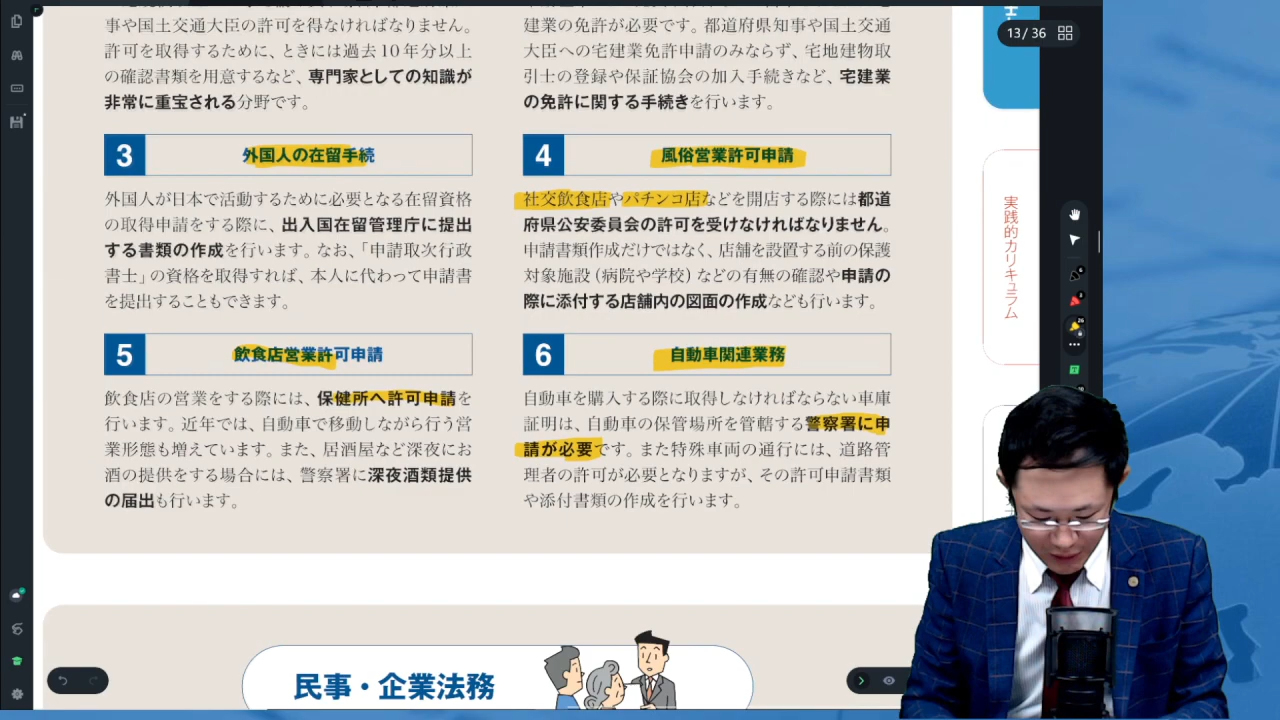 事や国土交通大臣の許可を得なければなりません。
許可を取得するために、ときには過去10年分以上
の確認書類を用意するなど、専門家としての知識が
非常に重宝される分野です。
建業の免許が必要です。都道府県知事や国土交通
大臣への宅建業免許申請のみならず、宅地建物取
引士の登録や保証協会の加入手続きなど、宅建業
の免許に関する手続きを行います。
3 外国人の在留手続
外国人が日本で活動するために必要となる在留資格
の取得申請をする際に、出入国在留管理庁に提出
する書類の作成を行います。なお、「申請取次行政
書士」の資格を取得すれば、本人に代わって申請書
を提出することもできます。
4 風俗営業許可申請
社交飲食店やパチンコ店などを開店する際には都道
府県公安委員会の許可を受けなければなりません。
申請書類作成だけではなく、店舗を設置する前の保護
対象施設（病院や学校）などの有無の確認や申請の
際に添付する店舗内の図面の作成なども行います。
5 飲食店営業許可申請
飲食店の営業をする際には、保健所へ許可申請を
行います。近年では、自動車で移動しながら行う営
業形態も増えています。また、居酒屋など深夜にお
酒の提供をする場合には、警察署に深夜酒類提供
の届出も行います。
6 自動車関連業務
自動車を購入する際に取得しなければならない車庫
証明は、自動車の保管場所を管轄する警察署に申
請が必要です。また特殊車両の通行には、道路管
理者の許可が必要となりますが、その許可申請書類
や添付書類の作成を行います。
民事・企業法務
13/ 36
実践的カリキュラム